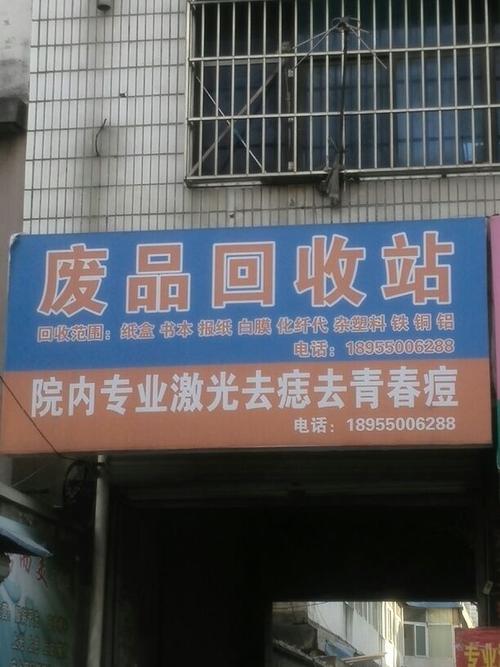 废品回收站
回收范围：纸盒 书本 报纸 白膜 化纤代 杂塑料 铁 铜 铝
电话：18955006288
院内专业激光去痣去青春痘
电话：18955006288
专业